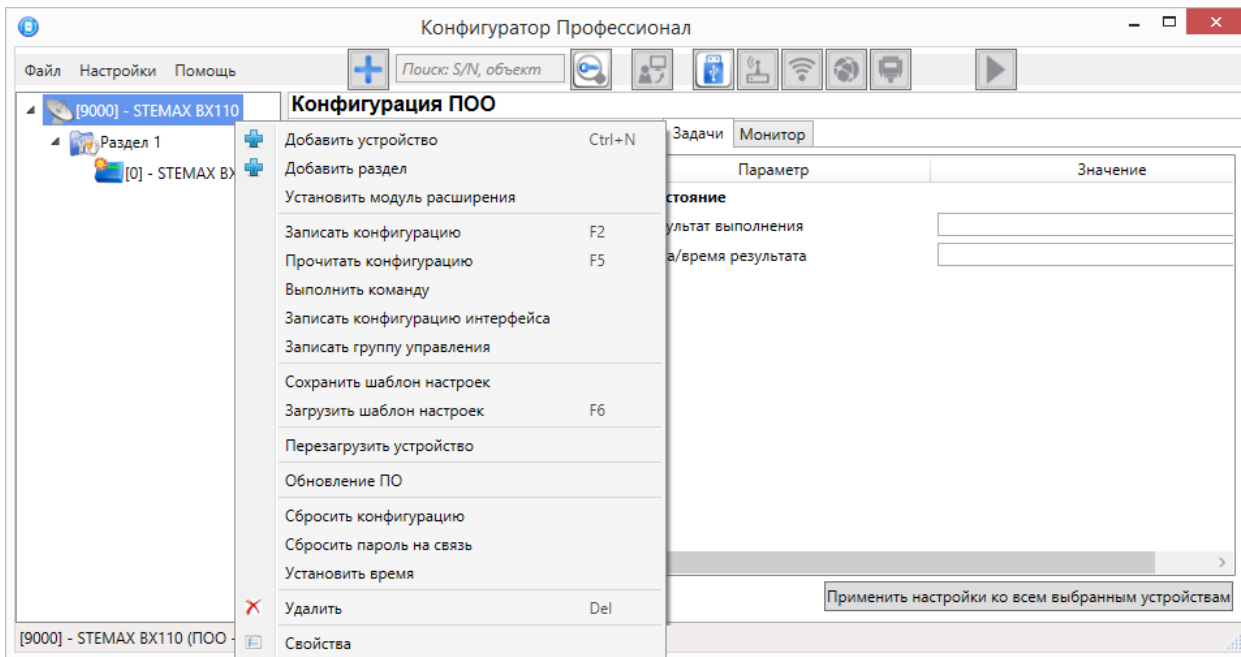 Конфигуратор Профессионал
Файл Настройки Помощь
Поиск: S/N, объект
[9000] - STEMAX BX110
Раздел 1
[0] - STEMAX BX
Конфигурация ПОО
Задачи Монитор
Параметр Значение
стояние
ультат выполнения
а/время результата
Добавить устройство Ctrl+N
Добавить раздел
Установить модуль расширения
Записать конфигурацию F2
Прочитать конфигурацию F5
Выполнить команду
Записать конфигурацию интерфейса
Записать группу управления
Сохранить шаблон настроек
Загрузить шаблон настроек F6
Перезагрузить устройство
Обновление ПО
Сбросить конфигурацию
Сбросить пароль на связь
Установить время
Удалить Del
Свойства
Применить настройки ко всем выбранным устройствам
[9000] - STEMAX BX110 (ПОО -